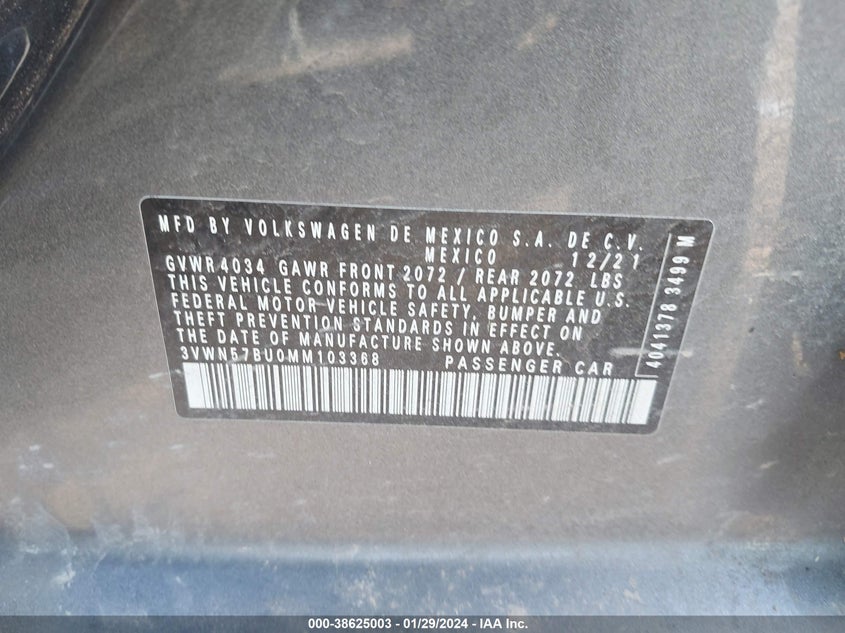 MFD BY VOLKSWAGEN DE MEXICO S.A. DE C.V.
MEXICO 12/21
GVWR 4034 GAWR FRONT 2072 / REAR 2072 LBS
THIS VEHICLE CONFORMS TO ALL APPLICABLE U.S.
FEDERAL MOTOR VEHICLE SAFETY, BUMPER AND
THEFT PREVENTION STANDARDS IN EFFECT ON
THE DATE OF MANUFACTURE SHOWN ABOVE.
3VWN57BU0MM103368 PASSENGER CAR
4041378 3499 M
000-38625003 - 01/29/2024 - IAA Inc.